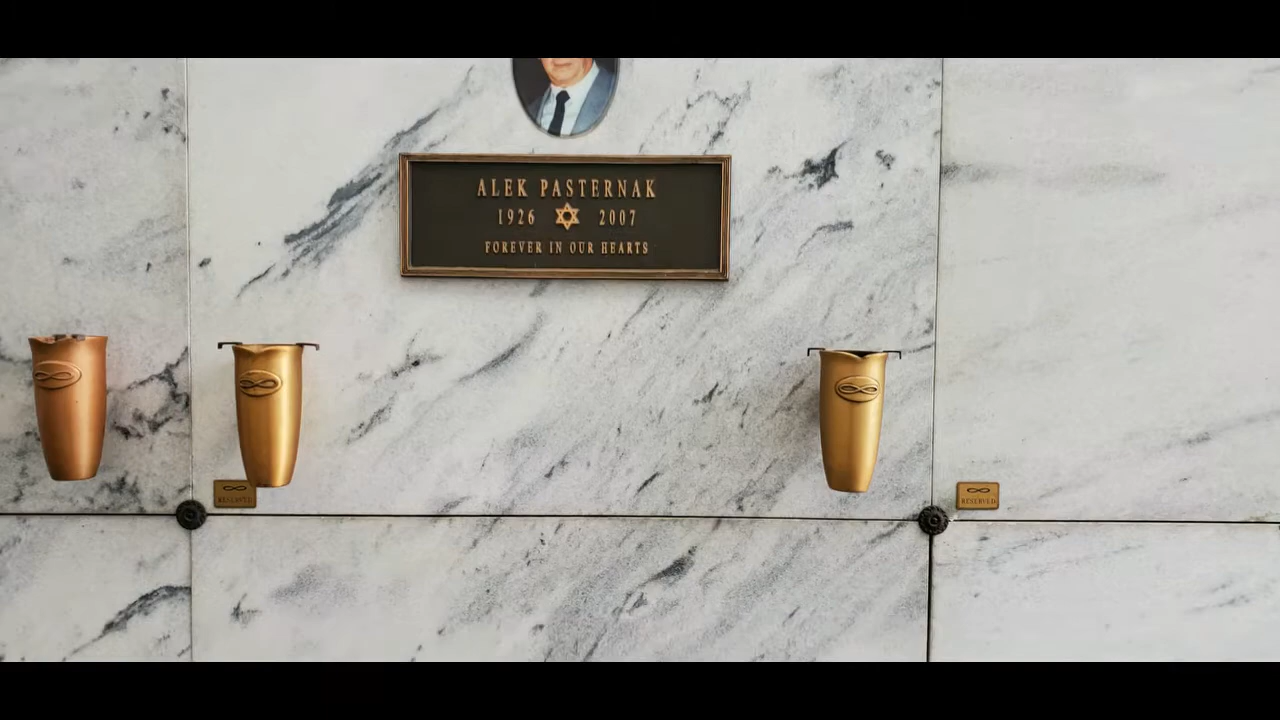 ALEK PASTERNAK
1926 2007
FOREVER IN OUR HEARTS
RESERVED
RESERVED